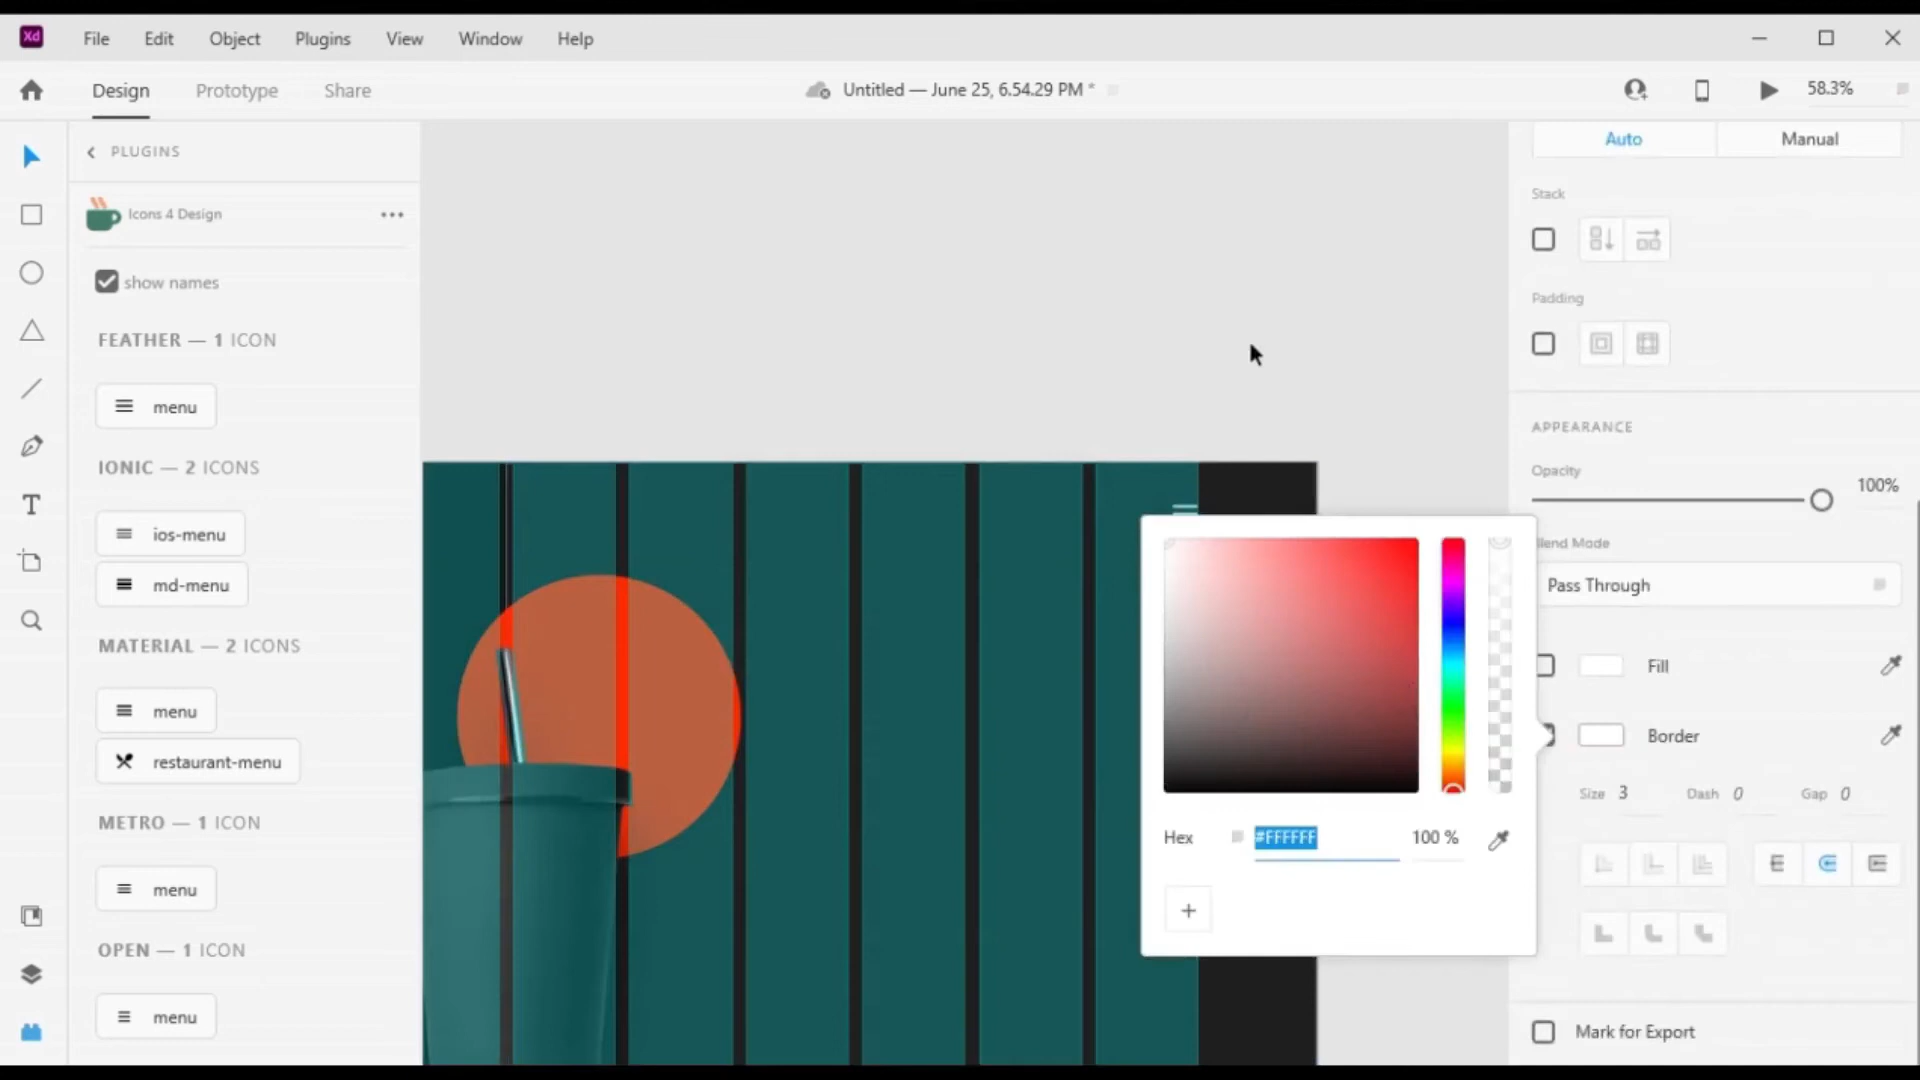 Xd File Edit Object Plugins View Window Help
Design Prototype Share Untitled — June 25, 6.54.29 PM * 58.3%
PLUGINS
Icons 4 Design
show names
FEATHER — 1 ICON
menu
IONIC — 2 ICONS
ios-menu
md-menu
MATERIAL — 2 ICONS
menu
restaurant-menu
METRO — 1 ICON
menu
OPEN — 1 ICON
menu
Hex #FFFFFF 100 %
+
Auto Manual
Stack
Padding
APPEARANCE
Opacity
100%
lend Mode
Pass Through
Fill
Border
Size 3 Dash 0 Gap 0
Mark for Export